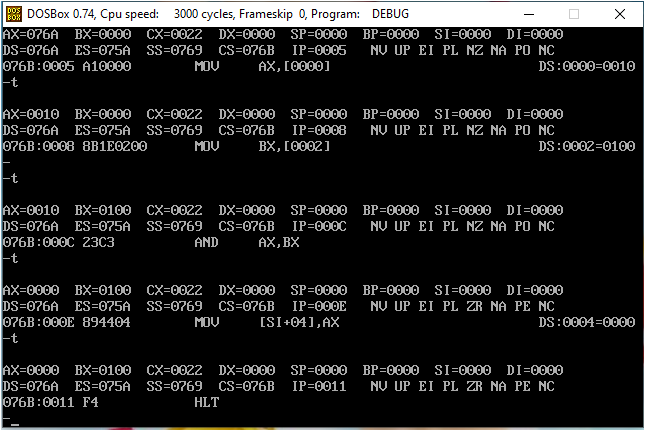 DOS BOX DOSBox 0.74, Cpu speed: 3000 cycles, Frameskip 0, Program: DEBUG
AX=076A BX=0000 CX=0022 DX=0000 SP=0000 BP=0000 SI=0000 DI=0000
DS=076A ES=075A SS=0769 CS=076B IP=0005 NV UP EI PL NZ NA PO NC
076B:0005 A10000 MOV AX,[0000] DS:0000=0010
-t
AX=0010 BX=0000 CX=0022 DX=0000 SP=0000 BP=0000 SI=0000 DI=0000
DS=076A ES=075A SS=0769 CS=076B IP=0008 NV UP EI PL NZ NA PO NC
076B:0008 8B1E0200 MOV BX,[0002] DS:0002=0100
-
-t
AX=0010 BX=0100 CX=0022 DX=0000 SP=0000 BP=0000 SI=0000 DI=0000
DS=076A ES=075A SS=0769 CS=076B IP=000C NV UP EI PL NZ NA PO NC
076B:000C 23C3 AND AX,BX
-t
AX=0000 BX=0100 CX=0022 DX=0000 SP=0000 BP=0000 SI=0000 DI=0000
DS=076A ES=075A SS=0769 CS=076B IP=000E NV UP EI PL ZR NA PE NC
076B:000E 894404 MOV [SI+04],AX DS:0004=0000
-t
AX=0000 BX=0100 CX=0022 DX=0000 SP=0000 BP=0000 SI=0000 DI=0000
DS=076A ES=075A SS=0769 CS=076B IP=0011 NV UP EI PL ZR NA PE NC
076B:0011 F4 HLT
-_